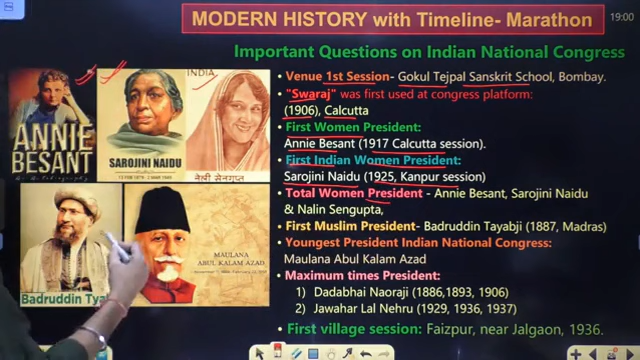 MODERN HISTORY with Timeline- Marathon
19:00
Important Questions on Indian National Congress
• Venue 1st Session- Gokul Tejpal Sanskrit School, Bombay.
• "Swaraj" was first used at congress platform:
(1906), Calcutta
• First Women President:
Annie Besant (1917 Calcutta session).
• First Indian Women President:
Sarojini Naidu (1925, Kanpur session)
• Total Women President - Annie Besant, Sarojini Naidu
& Nalin Sengupta,
• First Muslim President- Badruddin Tayabji (1887, Madras)
• Youngest President Indian National Congress:
Maulana Abul Kalam Azad
• Maximum times President:
1) Dadabhai Naoraji (1886,1893, 1906)
2) Jawahar Lal Nehru (1929, 1936, 1937)
• First village session: Faizpur, near Jalgaon, 1936.
ANNIE
BESANT
SAROJINI NAIDU
INDIA
नेल्ली सेनगुप्त
Badruddin Tya
MAULANA
ABUL KALAM AZAD